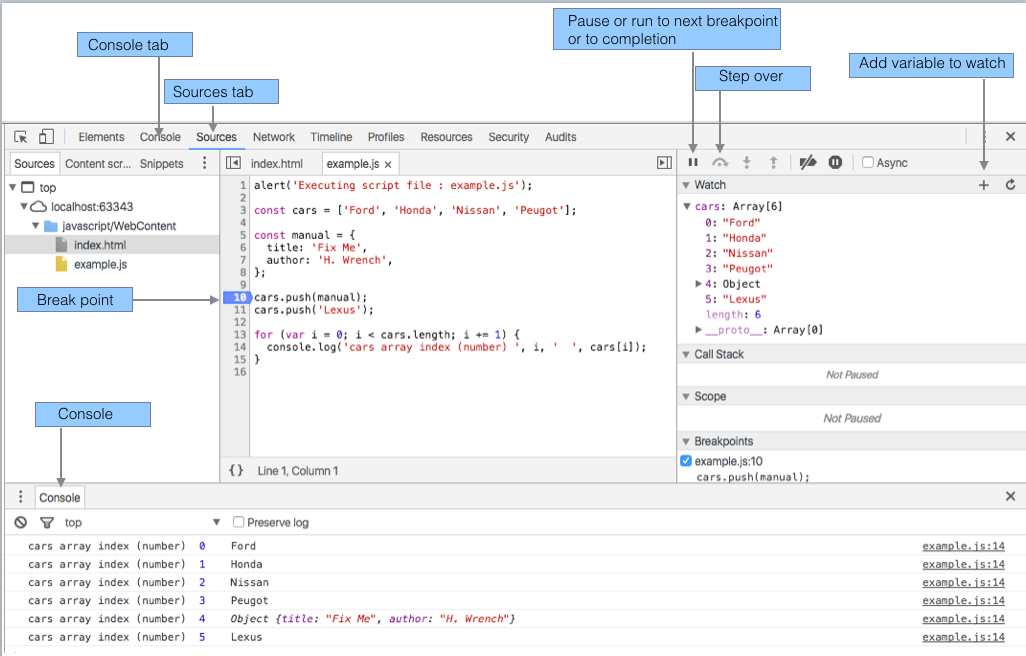 Pause or run to next breakpoint
or to completion
Console tab
Step over
Add variable to watch
Sources tab
Elements Console Sources Network Timeline Profiles Resources Security Audits
Sources Content scr... Snippets
index.html example.js
Async
top
localhost:63343
javascript/WebContent
index.html
example.js
Break point
1 alert('Executing script file : example.js');
2
3 const cars = ['Ford', 'Honda', 'Nissan', 'Peugot'];
4
5 const manual = {
6 title: 'Fix Me',
7 author: 'H. Wrench',
8 };
9
10 cars.push(manual);
11 cars.push('Lexus');
12
13 for (var i = 0; i < cars.length; i += 1) {
14 console.log('cars array index (number) ', i, '  ', cars[i]);
15 }
16
{} Line 1, Column 1
Watch
cars: Array[6]
0: "Ford"
1: "Honda"
2: "Nissan"
3: "Peugot"
4: Object
5: "Lexus"
length: 6
__proto__: Array[0]
Call Stack
Not Paused
Scope
Not Paused
Breakpoints
example.js:10
cars.push(manual);
Console
Console
top Preserve log
cars array index (number) 0 Ford example.js:14
cars array index (number) 1 Honda example.js:14
cars array index (number) 2 Nissan example.js:14
cars array index (number) 3 Peugot example.js:14
cars array index (number) 4 Object {title: "Fix Me", author: "H. Wrench"} example.js:14
cars array index (number) 5 Lexus example.js:14